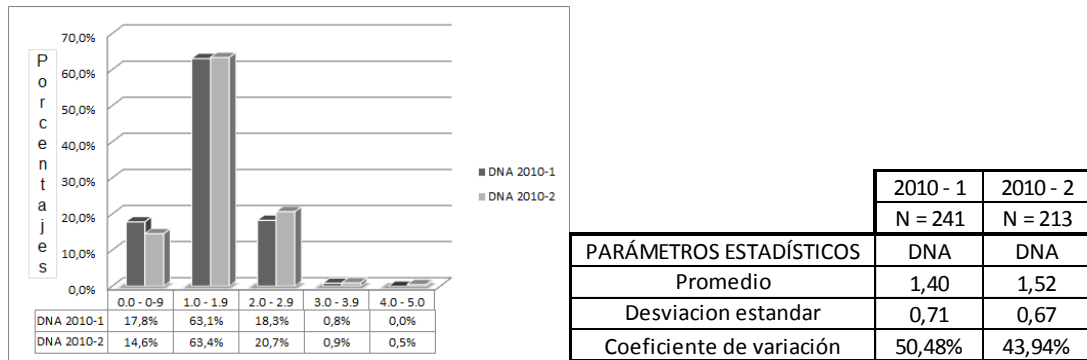 Porcentajes
70,0%
60,0%
50,0%
40,0%
30,0%
20,0%
10,0%
0,0%
0.0 - 0-9 1.0 - 1.9 2.0 - 2.9 3.0 - 3.9 4.0 - 5.0
DNA 2010-1 17,8% 63,1% 18,3% 0,8% 0,0%
DNA 2010-2 14,6% 63,4% 20,7% 0,9% 0,5%
DNA 2010-1
DNA 2010-2
2010 - 1 2010 - 2
N = 241 N = 213
PARÁMETROS ESTADÍSTICOS DNA DNA
Promedio 1,40 1,52
Desviacion estandar 0,71 0,67
Coeficiente de variación 50,48% 43,94%